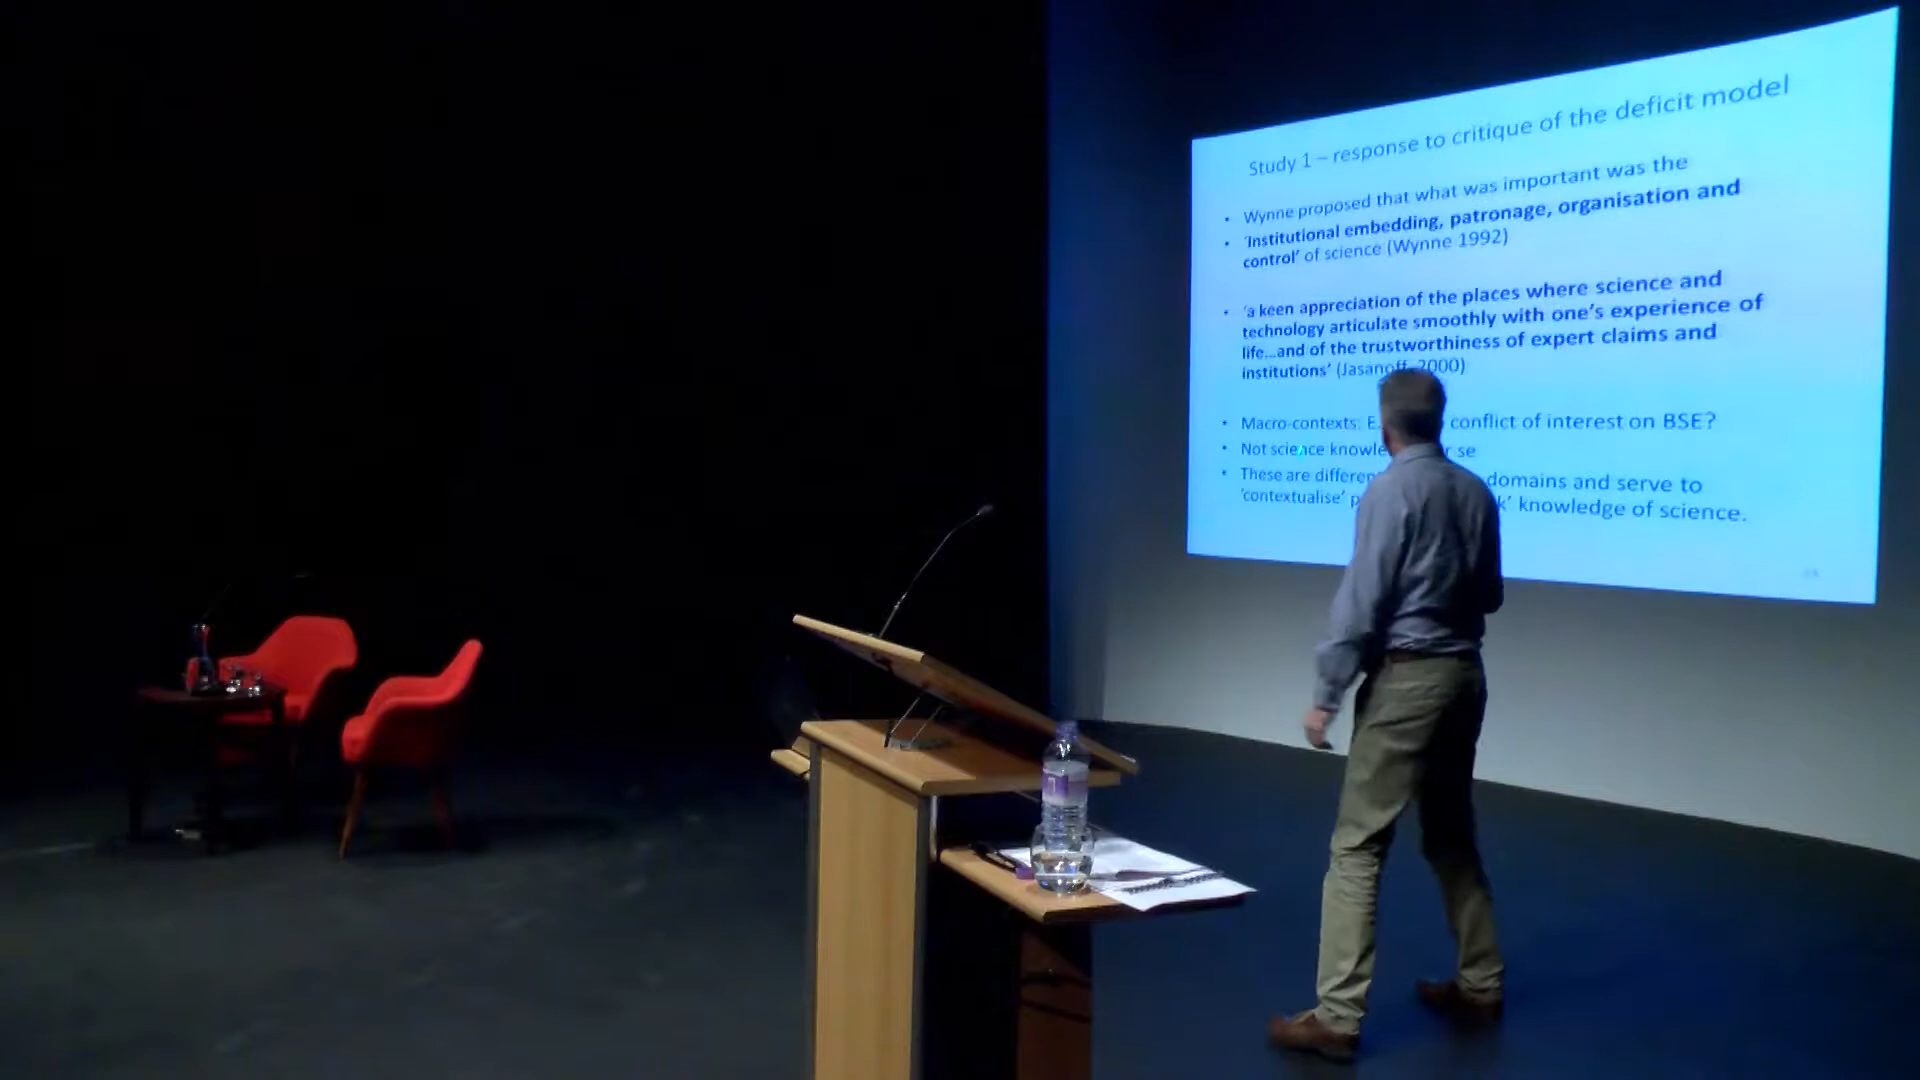 Study 1 – response to critique of the deficit model
• Wynne proposed that what was important was the
• ‘Institutional embedding, patronage, organisation and
control’ of science (Wynne 1992)
• ‘a keen appreciation of the places where science and
technology articulate smoothly with one’s experience of
life…and of the trustworthiness of expert claims and
institutions’ (Jasanoff 2000)
• Macro-contexts: conflict of interest on BSE?
• Not science se
• These are domains and serve to
‘contextualise’ knowledge of science.